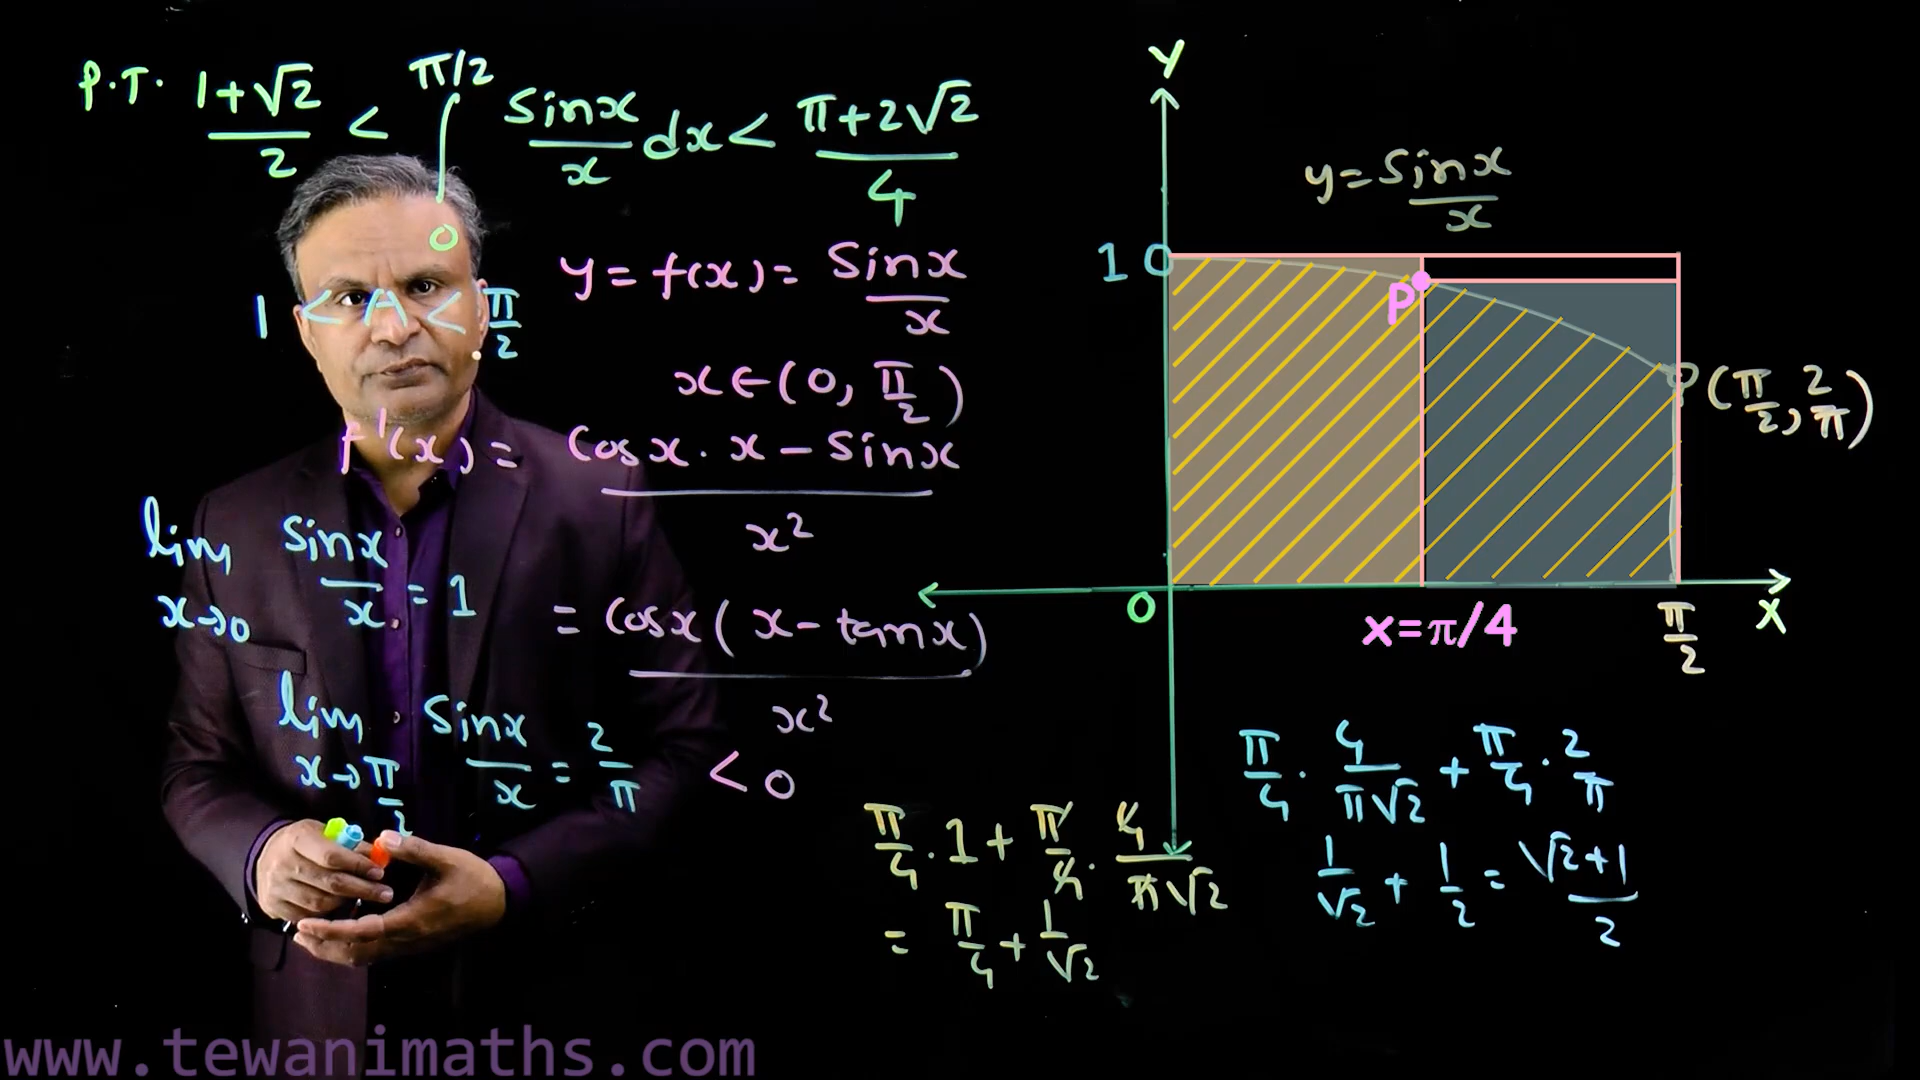 P.T. (1+√2)/2 < ∫₀^(π/2) (sinx)/x dx < (π+2√2)/4
y = f(x) = (sinx)/x
1 < A < π/2
x ∈ (0, π/2)
f'(x) = (cosx · x − sinx)/x²
lim x→0 (sinx)/x = 1
= (cosx (x − tanx))/x²
lim x→π/2 (sinx)/x = 2/π
< 0
Y
y = (sinx)/x
1
P
P (π/2, 2/π)
O
x=π/4
π/2
X
π/4 · 1 + π/4 · 4/(π√2)
= π/4 + 1/√2
π/4 · 4/(π√2) + π/4 · 2/π
1/√2 + 1/2 = (√2+1)/2
www.tewanimaths.com